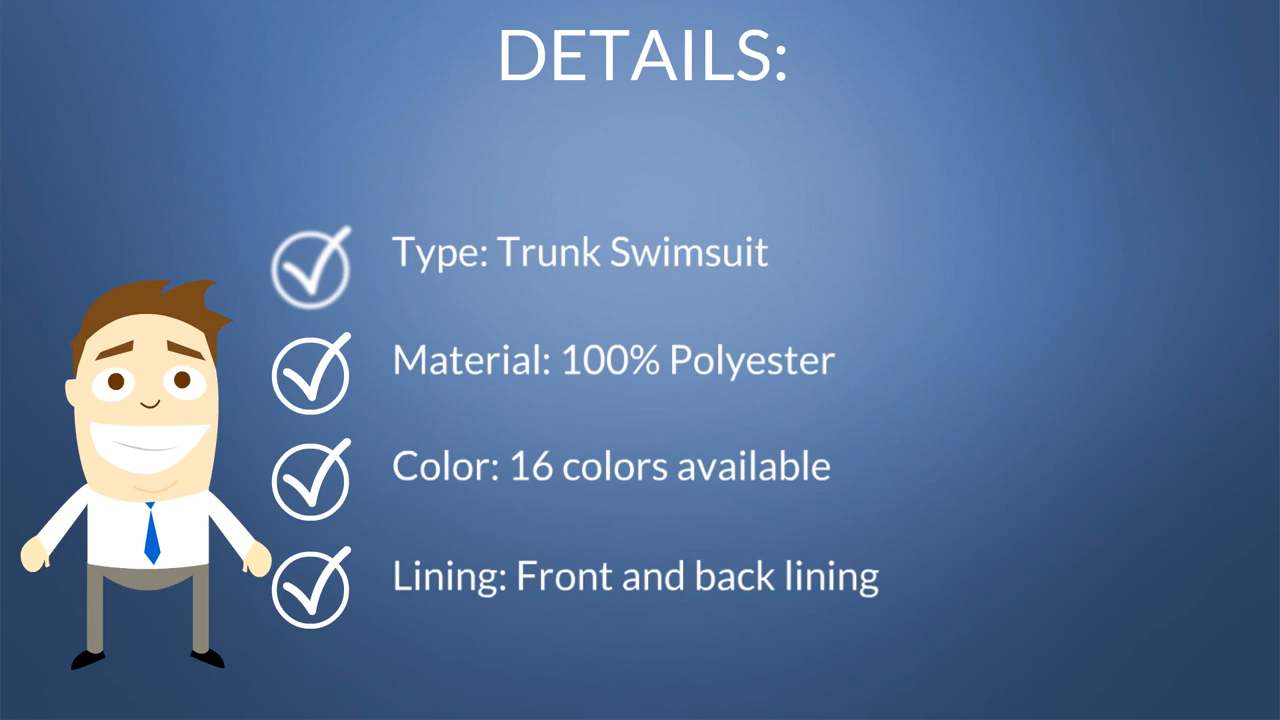 DETAILS:
Type: Trunk Swimsuit
Material: 100% Polyester
Color: 16 colors available
Lining: Front and back lining